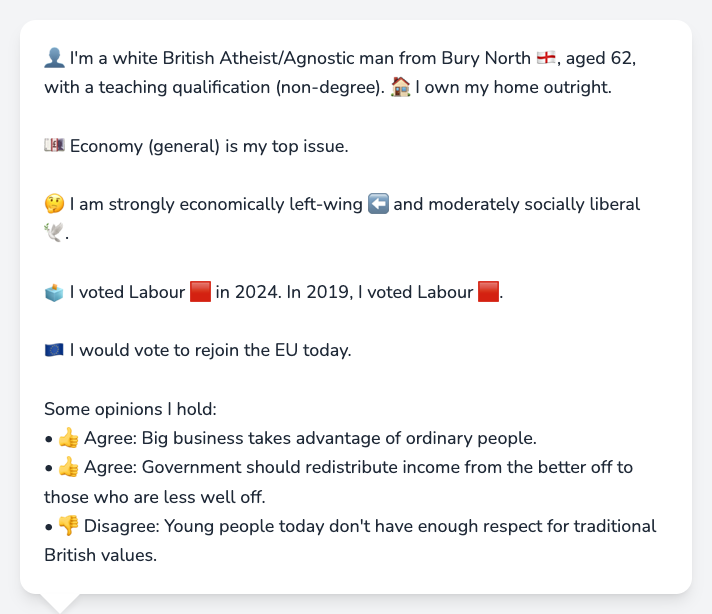 👤 I'm a white British Atheist/Agnostic man from Bury North 🏴󠁧󠁢󠁥󠁮󠁧󠁿, aged 62,
with a teaching qualification (non-degree). 🏠 I own my home outright.
💷 Economy (general) is my top issue.
🤔 I am strongly economically left-wing ⬅️ and moderately socially liberal
🕊️.
🗳️ I voted Labour 🟥 in 2024. In 2019, I voted Labour 🟥.
🇪🇺 I would vote to rejoin the EU today.
Some opinions I hold:
• 👍 Agree: Big business takes advantage of ordinary people.
• 👍 Agree: Government should redistribute income from the better off to
those who are less well off.
• 👎 Disagree: Young people today don't have enough respect for traditional
British values.